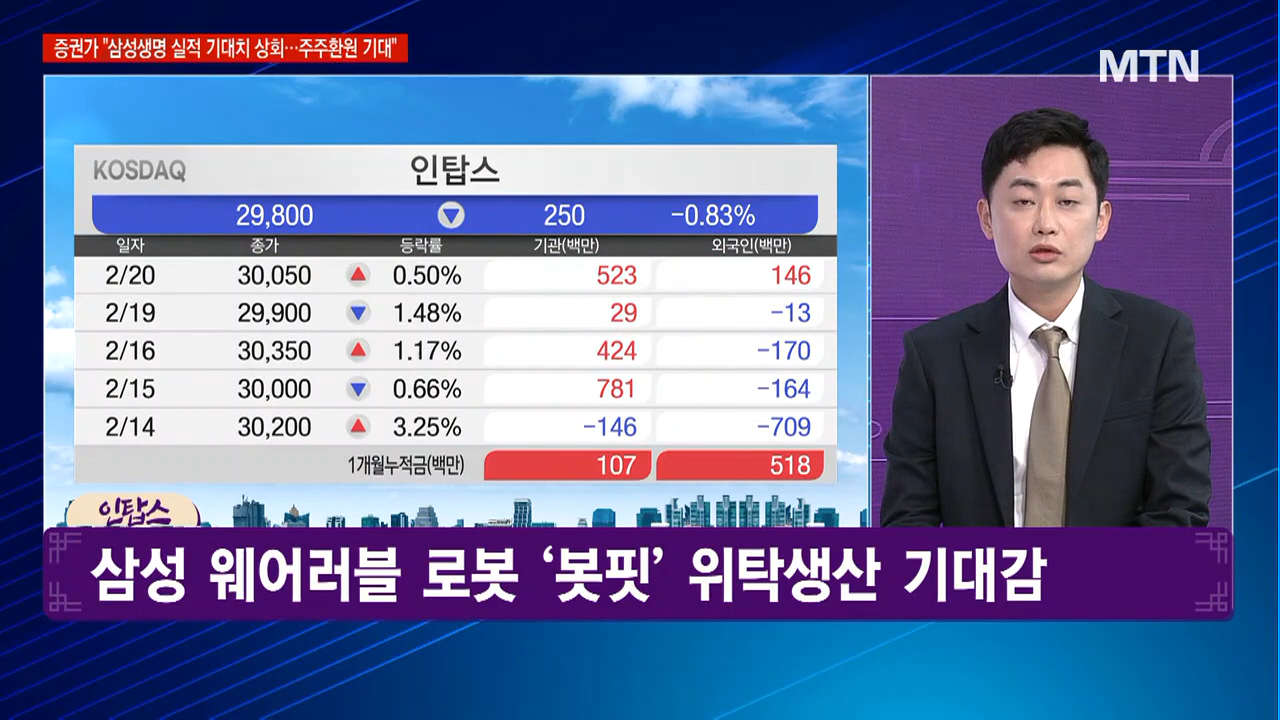 증권가 "삼성생명 실적 기대치 상회…주주환원 기대"
MTN
KOSDAQ 인탑스
29,800 ▼ 250 -0.83%
일자 종가 등락률 기관(백만) 외국인(백만)
2/20 30,050 ▲ 0.50% 523 146
2/19 29,900 ▼ 1.48% 29 -13
2/16 30,350 ▲ 1.17% 424 -170
2/15 30,000 ▼ 0.66% 781 -164
2/14 30,200 ▲ 3.25% -146 -709
1개월누적금(백만) 107 518
인탑스
삼성 웨어러블 로봇 ‘봇핏’ 위탁생산 기대감